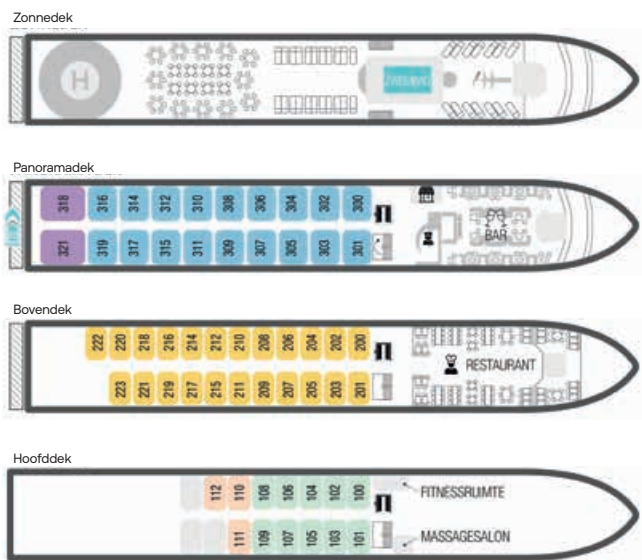 Zonnedek
H
ZWEMBAD
Panoramadek
318 316 314 312 310 308 306 304 302 300
321 319 317 315 311 309 307 305 303 301
BAR
Bovendek
222 220 218 216 214 212 210 208 206 204 202 200
223 221 219 217 215 211 209 207 205 203 201
RESTAURANT
Hoofddek
112 110 108 106 104 102 100
111 109 107 105 103 101
FITNESSRUIMTE
MASSAGESALON